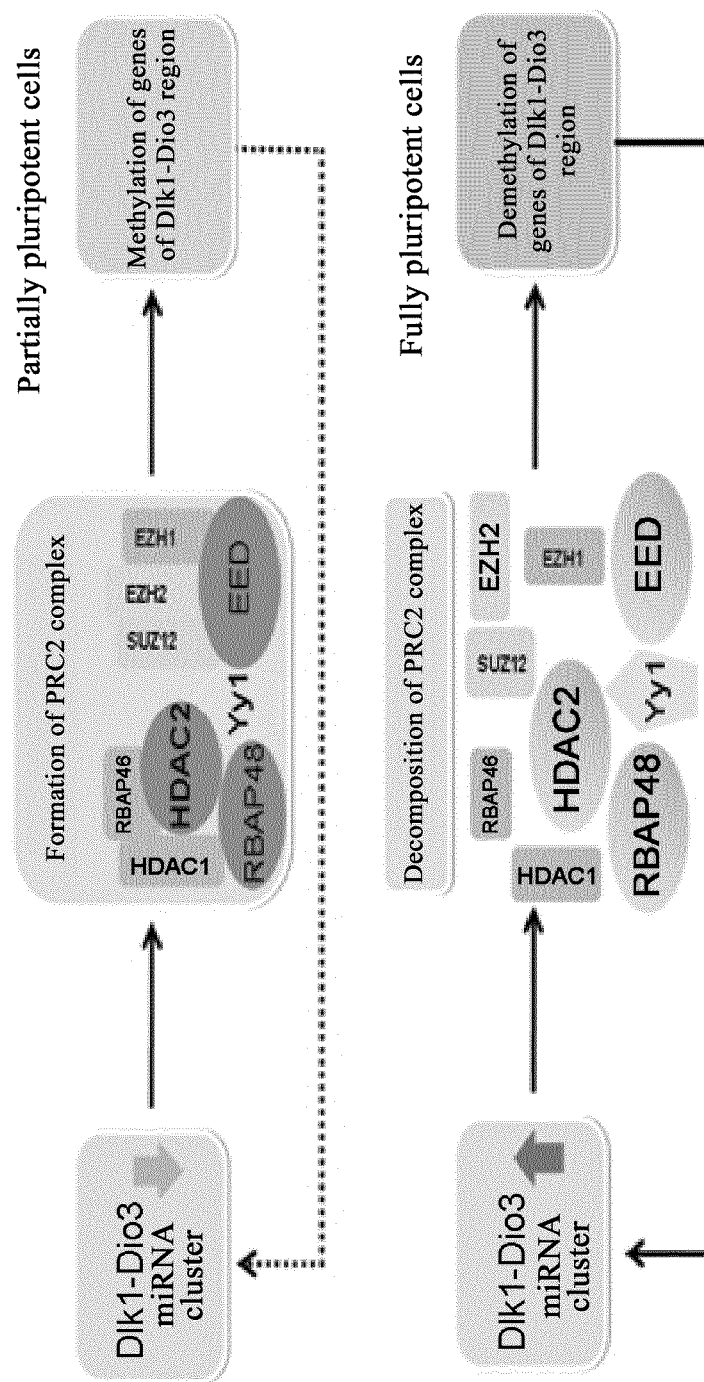 Partially pluripotent cells
Dlk1-Dio3
miRNA
cluster
Formation of PRC2 complex
RBAP46
SUZ12
EZH2
EZH1
HDAC1
HDAC2
RBAP48
Yy1
EED
Methylation of genes
of Dlk1-Dio3 region
Fully pluripotent cells
Dlk1-Dio3
miRNA
cluster
Decomposition of PRC2 complex
RBAP46
SUZ12
EZH2
HDAC1
HDAC2
EZH1
RBAP48
Yy1
EED
Demethylation of
genes of Dlk1-Dio3
region